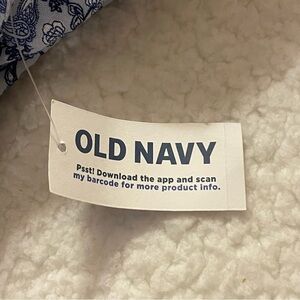 OLD NAVY
Psst! Download the app and scan
my barcode for more product info.